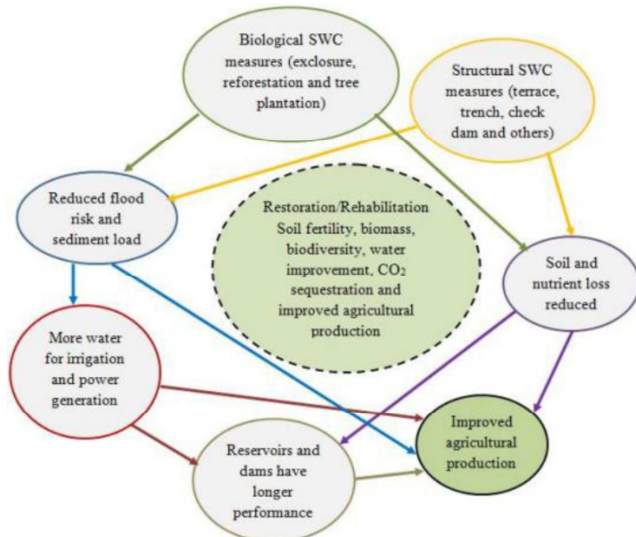 Biological SWC
measures (exclosure,
reforestation and tree
plantation)
Structural SWC
measures (terrace,
trench, check
dam and others)
Reduced flood
risk and
sediment load
Restoration/Rehabilitation
Soil fertility, biomass,
biodiversity, water
improvement, CO₂
sequestration and
improved agricultural
production
Soil and
nutrient loss
reduced
More water
for irrigation
and power
generation
Improved
agricultural
production
Reservoirs and
dams have
longer
performance